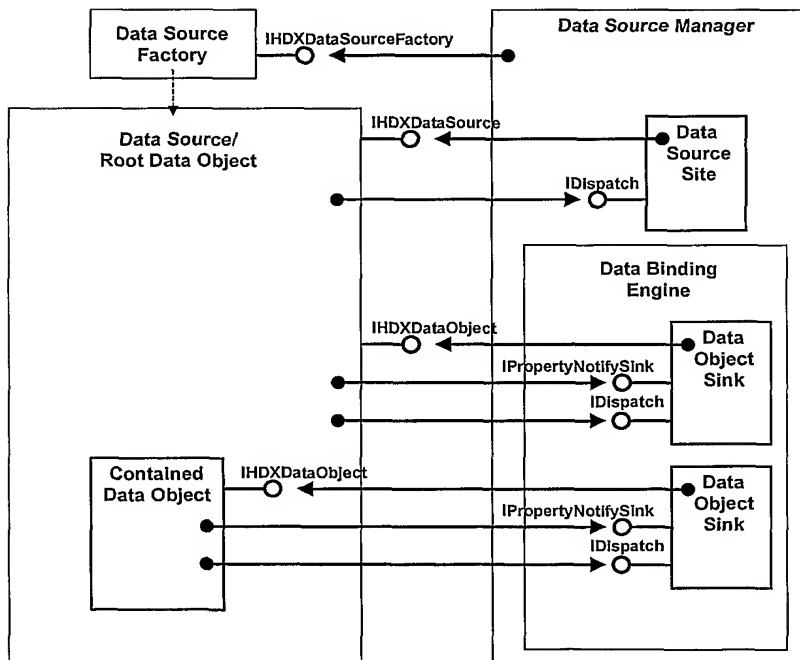 Data Source
Factory
IHDXDataSourceFactory
Data Source Manager
Data Source/
Root Data Object
IHDXDataSource
Data
Source
Site
IDispatch
Data Binding
Engine
IHDXDataObject
Data
Object
Sink
IPropertyNotifySink
IDispatch
Contained
Data Object
IHDXDataObject
Data
Object
Sink
IPropertyNotifySink
IDispatch